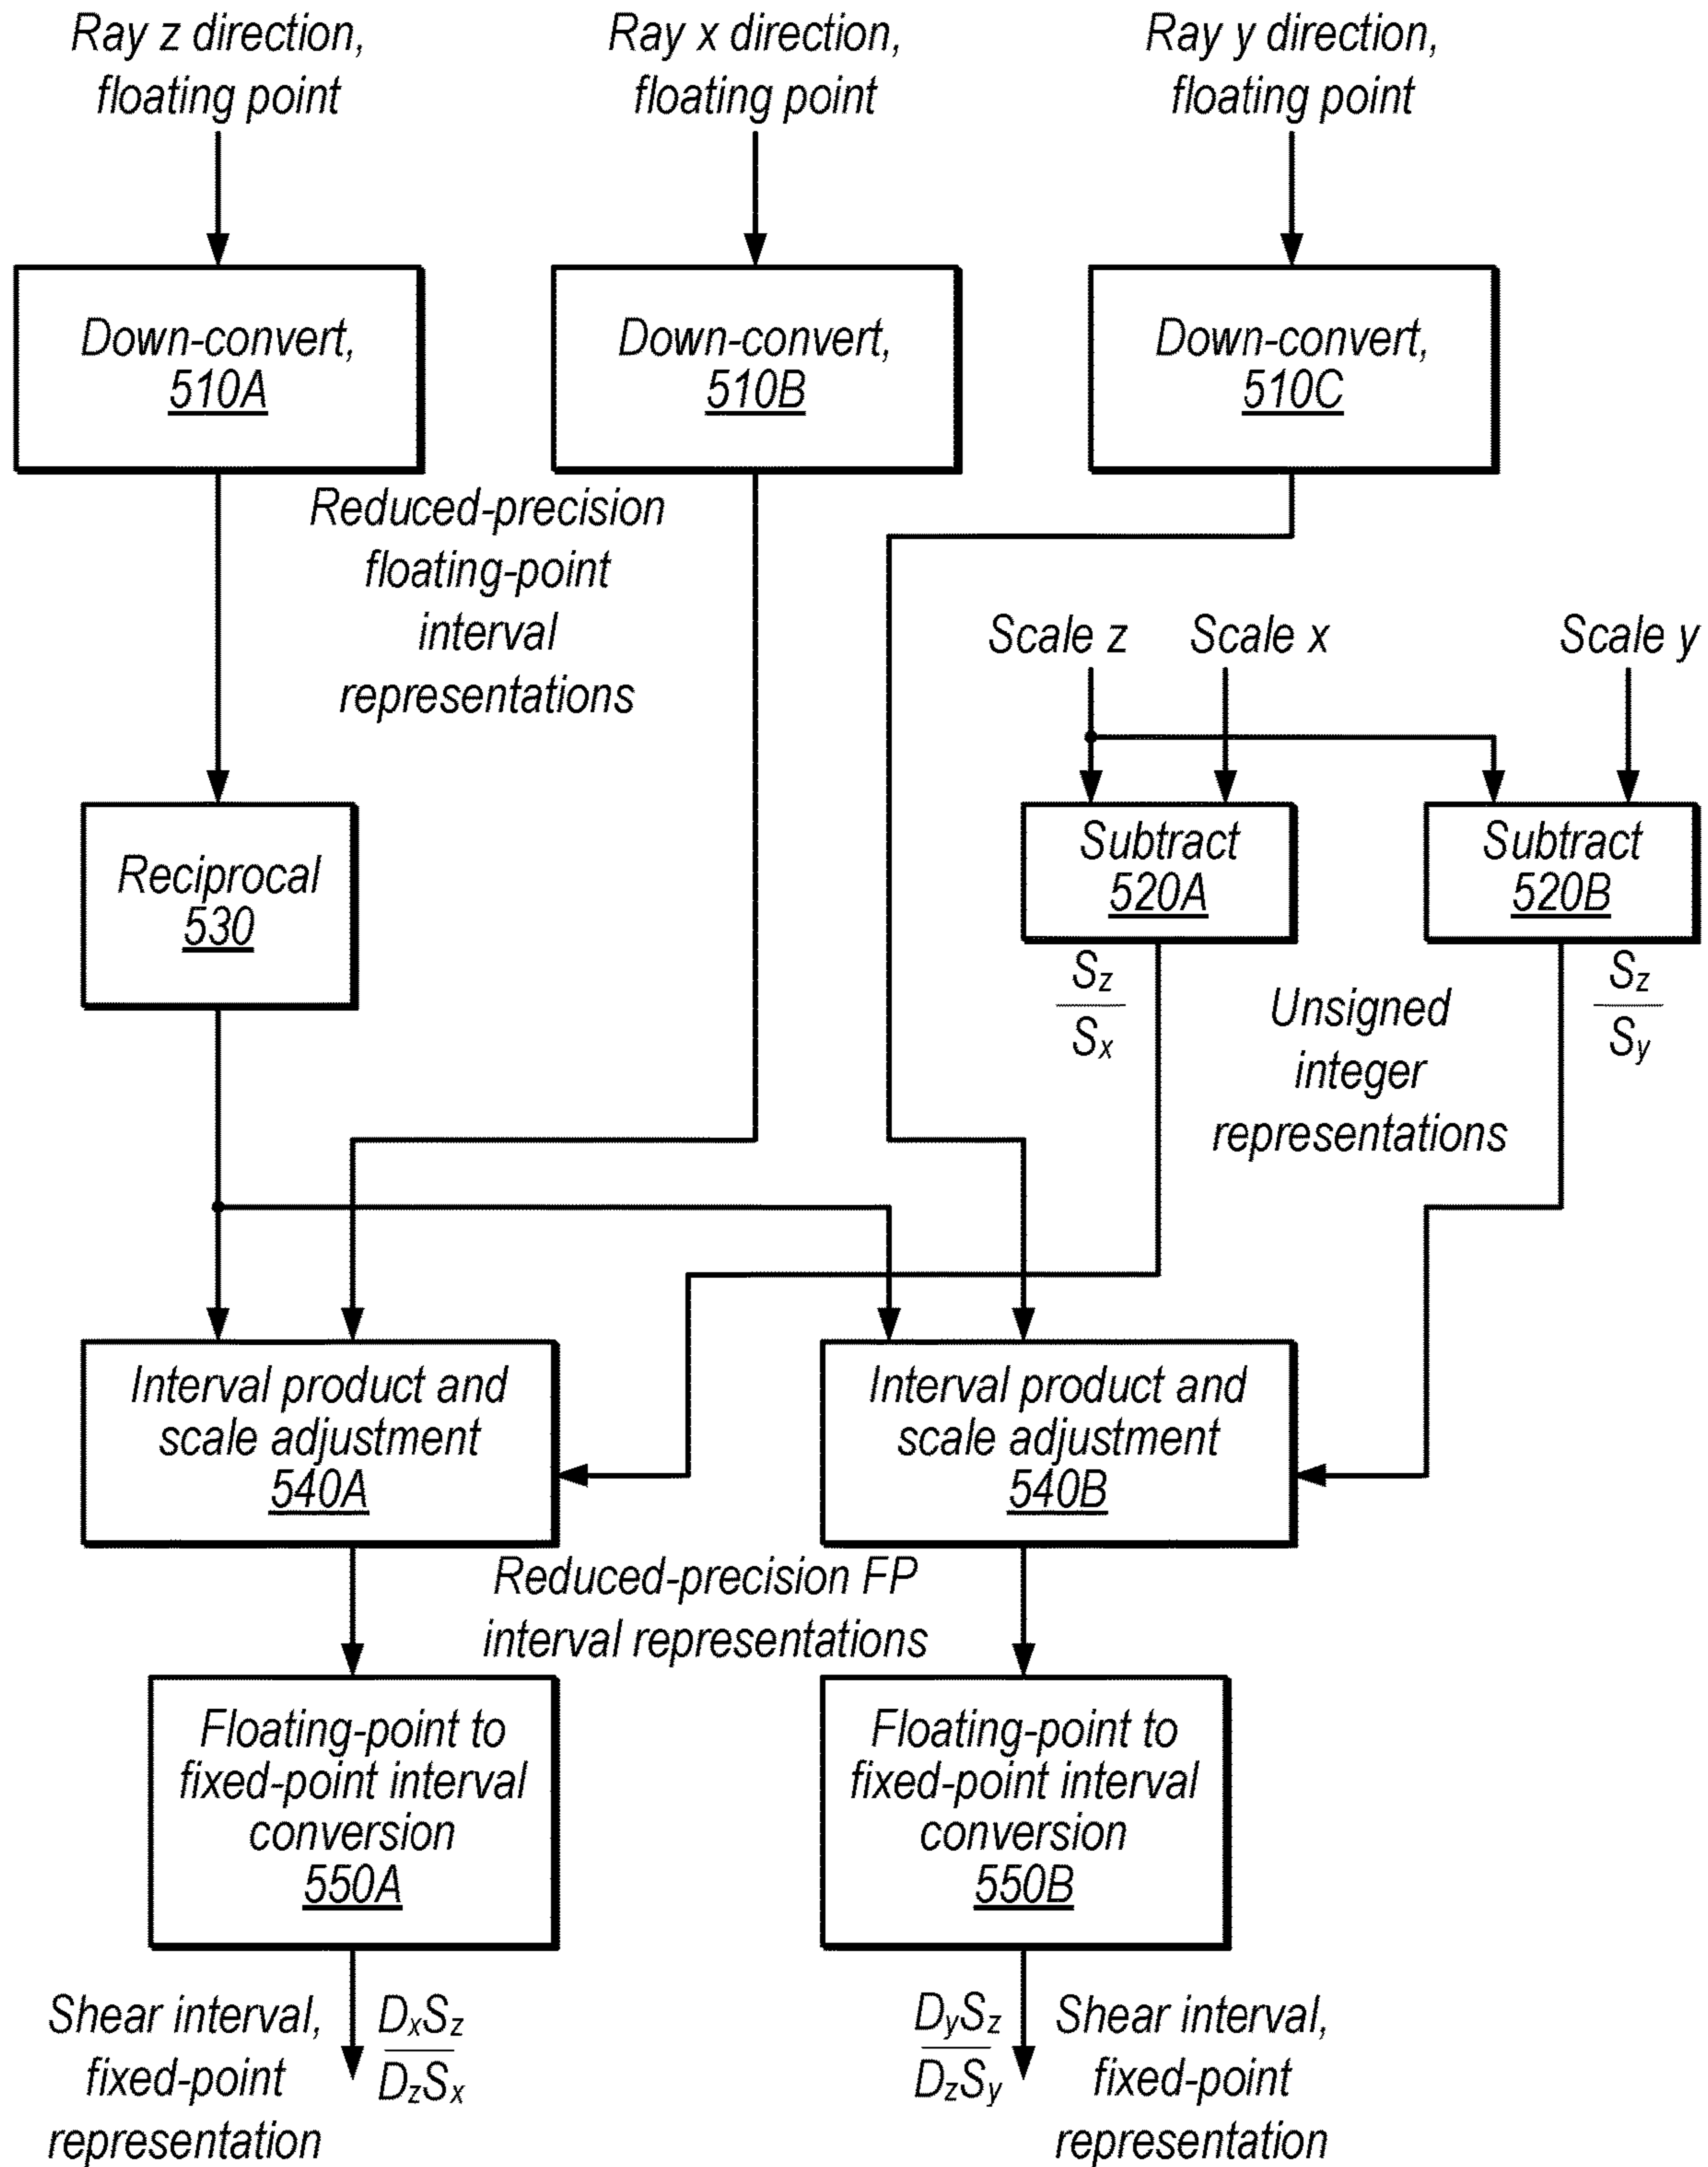 Ray z direction,
floating point
Ray x direction,
floating point
Ray y direction,
floating point
Down-convert,
510A
Down-convert,
510B
Down-convert,
510C
Reduced-precision
floating-point
interval
representations
Scale z
Scale x
Scale y
Reciprocal
530
Subtract
520A
Subtract
520B
Sz
Sx
Unsigned
integer
representations
Sz
Sy
Interval product and
scale adjustment
540A
Interval product and
scale adjustment
540B
Reduced-precision FP
interval representations
Floating-point to
fixed-point interval
conversion
550A
Floating-point to
fixed-point interval
conversion
550B
Shear interval,
fixed-point
representation
DxSz
DzSx
DySz
DzSy
Shear interval,
fixed-point
representation